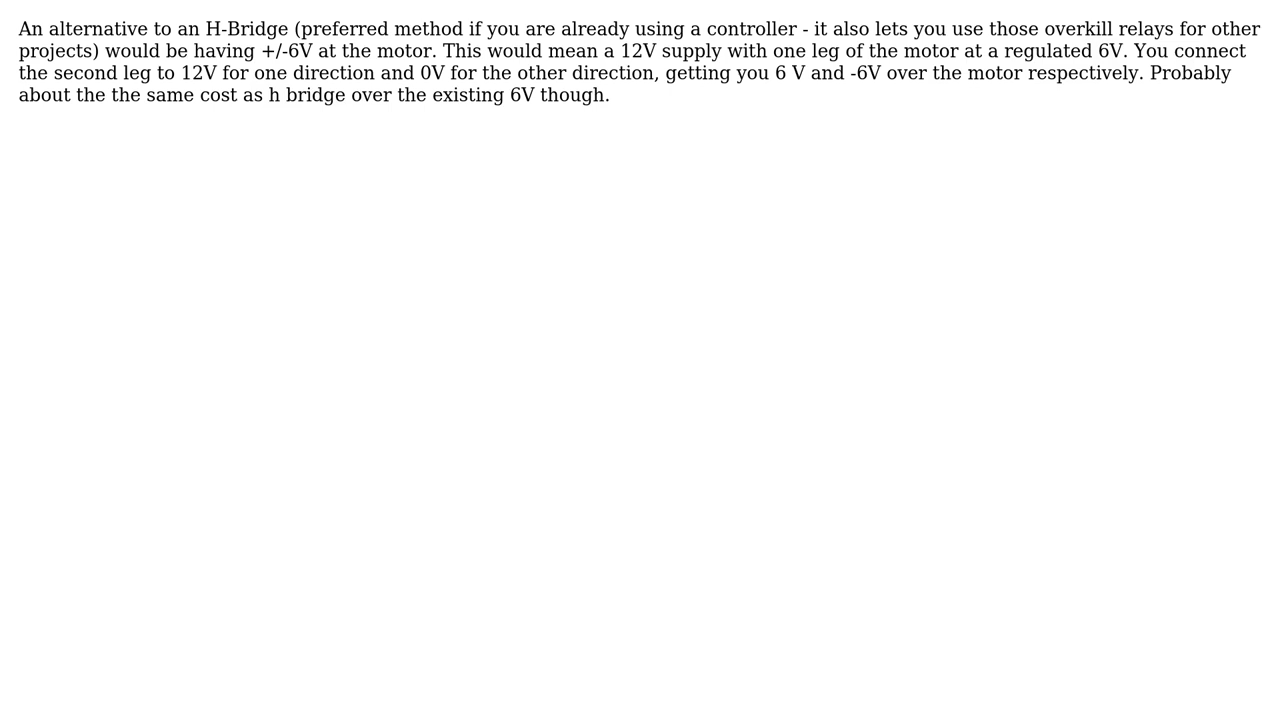 An alternative to an H-Bridge (preferred method if you are already using a controller - it also lets you use those overkill relays for other
projects) would be having +/-6V at the motor. This would mean a 12V supply with one leg of the motor at a regulated 6V. You connect
the second leg to 12V for one direction and 0V for the other direction, getting you 6 V and -6V over the motor respectively. Probably
about the the same cost as h bridge over the existing 6V though.